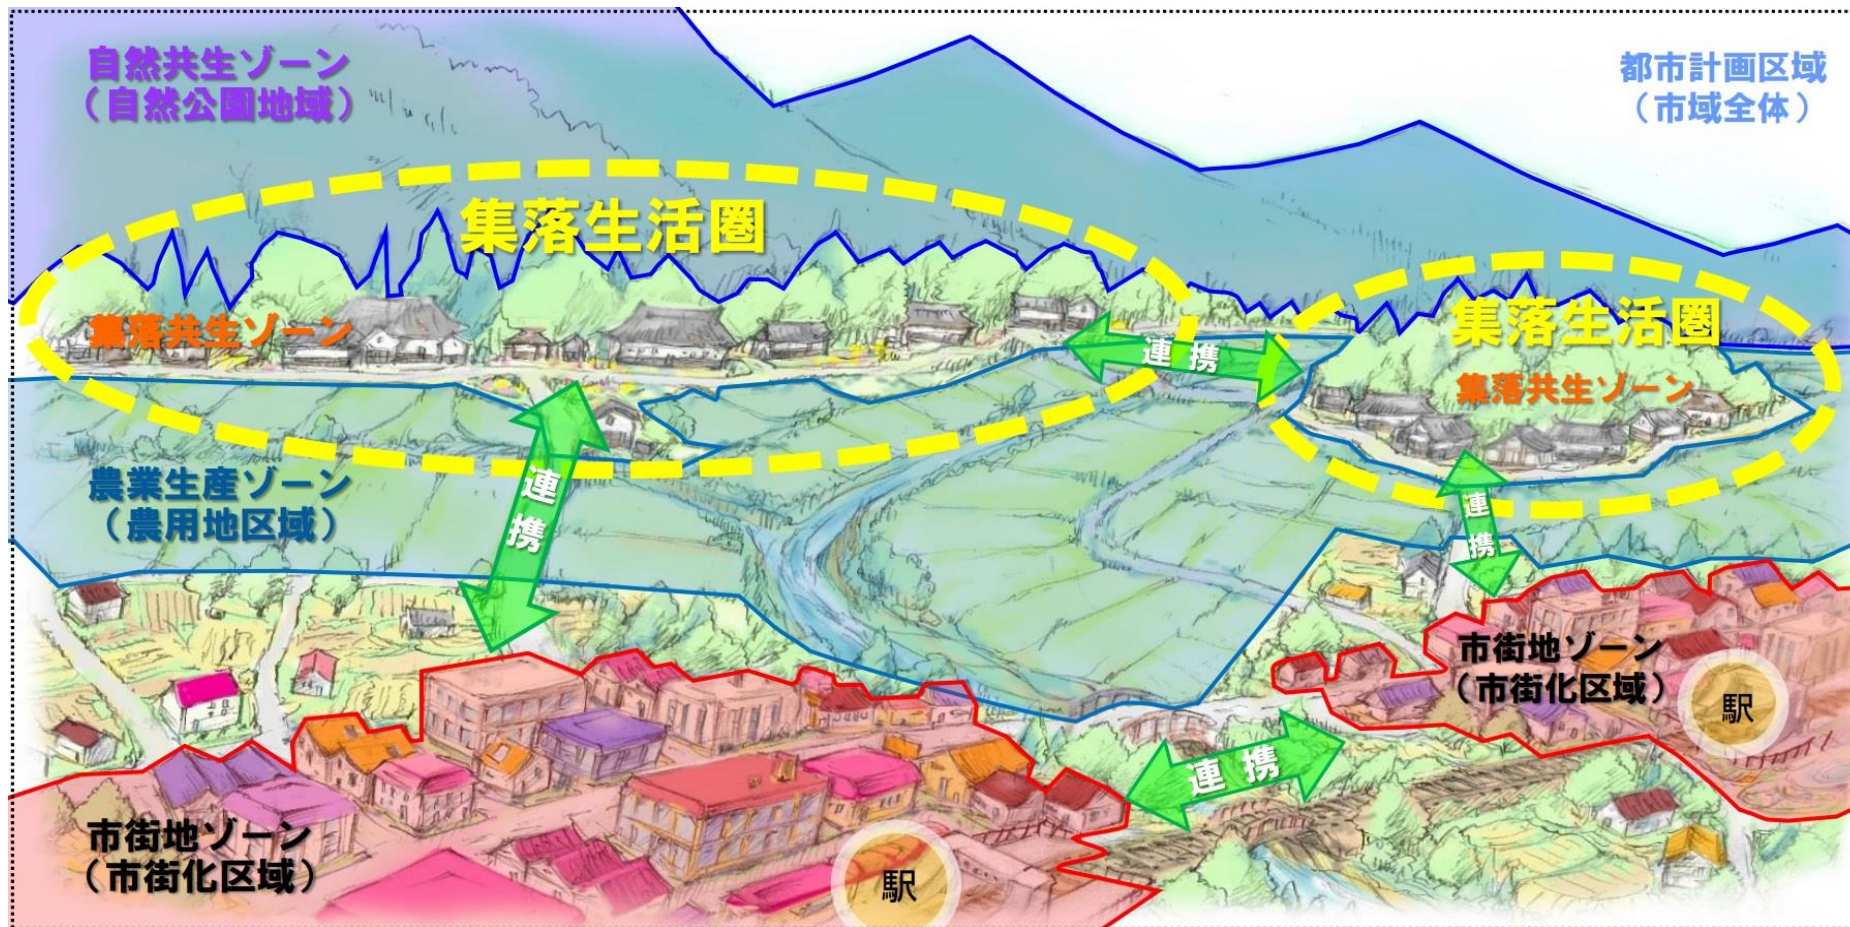 自然共生ゾーン
（自然公園地域）
都市計画区域
（市域全体）
集落生活圏
集落共生ゾーン
連携
集落生活圏
集落共生ゾーン
農業生産ゾーン
（農用地区域）
連携
連携
市街地ゾーン
（市街化区域）
駅
連携
市街地ゾーン
（市街化区域）
駅